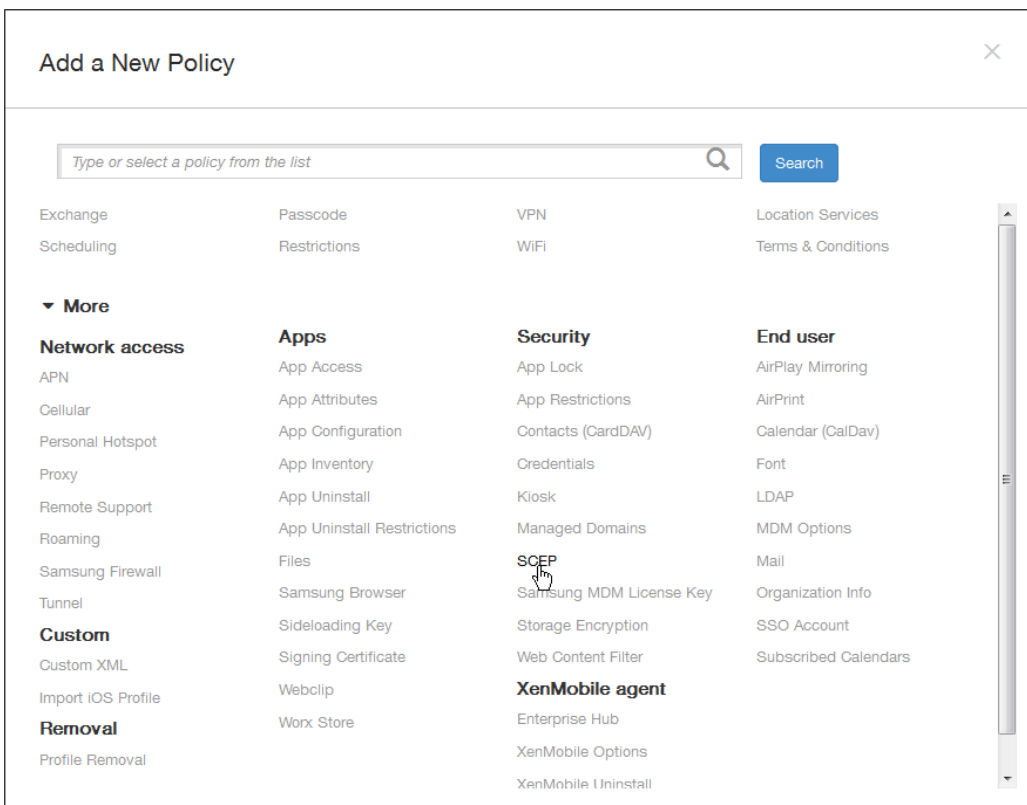 Add a New Policy
Type or select a policy from the list
Search
Exchange
Passcode
VPN
Location Services
Scheduling
Restrictions
WiFi
Terms & Conditions
More
Network access
APN
Cellular
Personal Hotspot
Proxy
Remote Support
Roaming
Samsung Firewall
Tunnel
Custom
Custom XML
Import iOS Profile
Removal
Profile Removal
Apps
App Access
App Attributes
App Configuration
App Inventory
App Uninstall
App Uninstall Restrictions
Files
Samsung Browser
Sideloading Key
Signing Certificate
Webclip
Worx Store
Security
App Lock
App Restrictions
Contacts (CardDAV)
Credentials
Kiosk
Managed Domains
SCEP
Samsung MDM License Key
Storage Encryption
Web Content Filter
XenMobile agent
Enterprise Hub
XenMobile Options
XenMobile Uninstall
End user
AirPlay Mirroring
AirPrint
Calendar (CalDav)
Font
LDAP
MDM Options
Mail
Organization Info
SSO Account
Subscribed Calendars